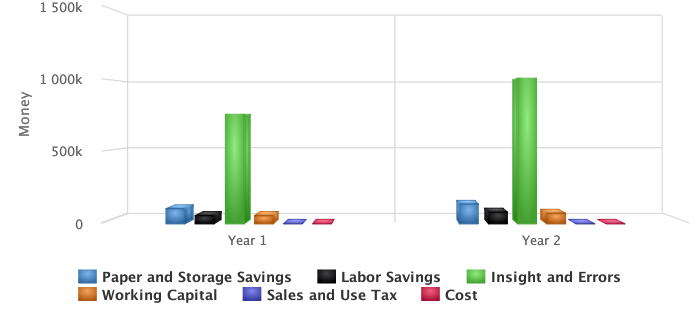 1 500k
1 000k
500k
0
Money
Year 1
Year 2
Paper and Storage Savings
Labor Savings
Insight and Errors
Working Capital
Sales and Use Tax
Cost